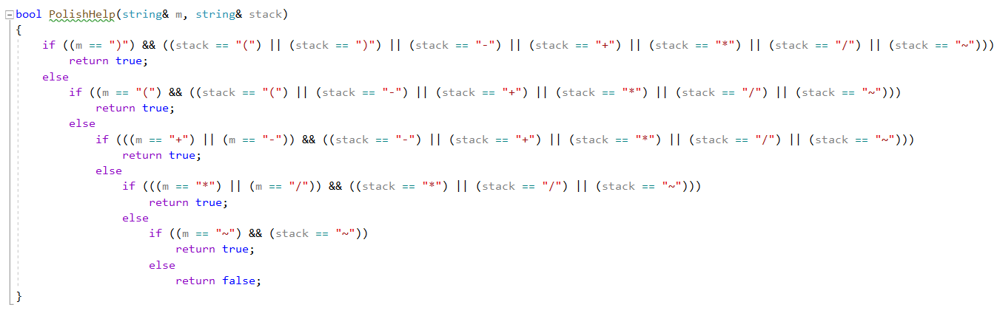 bool PolishHelp(string& m, string& stack)
{
    if ((m == ")") && ((stack == "(") || (stack == ")") || (stack == "-") || (stack == "+") || (stack == "*") || (stack == "/") || (stack == "~")))
        return true;
    else
        if ((m == "(") && ((stack == "(") || (stack == "-") || (stack == "+") || (stack == "*") || (stack == "/") || (stack == "~")))
            return true;
        else
            if (((m == "+") || (m == "-")) && ((stack == "-") || (stack == "+") || (stack == "*") || (stack == "/") || (stack == "~")))
                return true;
            else
                if (((m == "*") || (m == "/")) && ((stack == "*") || (stack == "/") || (stack == "~")))
                    return true;
                else
                    if ((m == "~") && (stack == "~"))
                        return true;
                    else
                        return false;
}